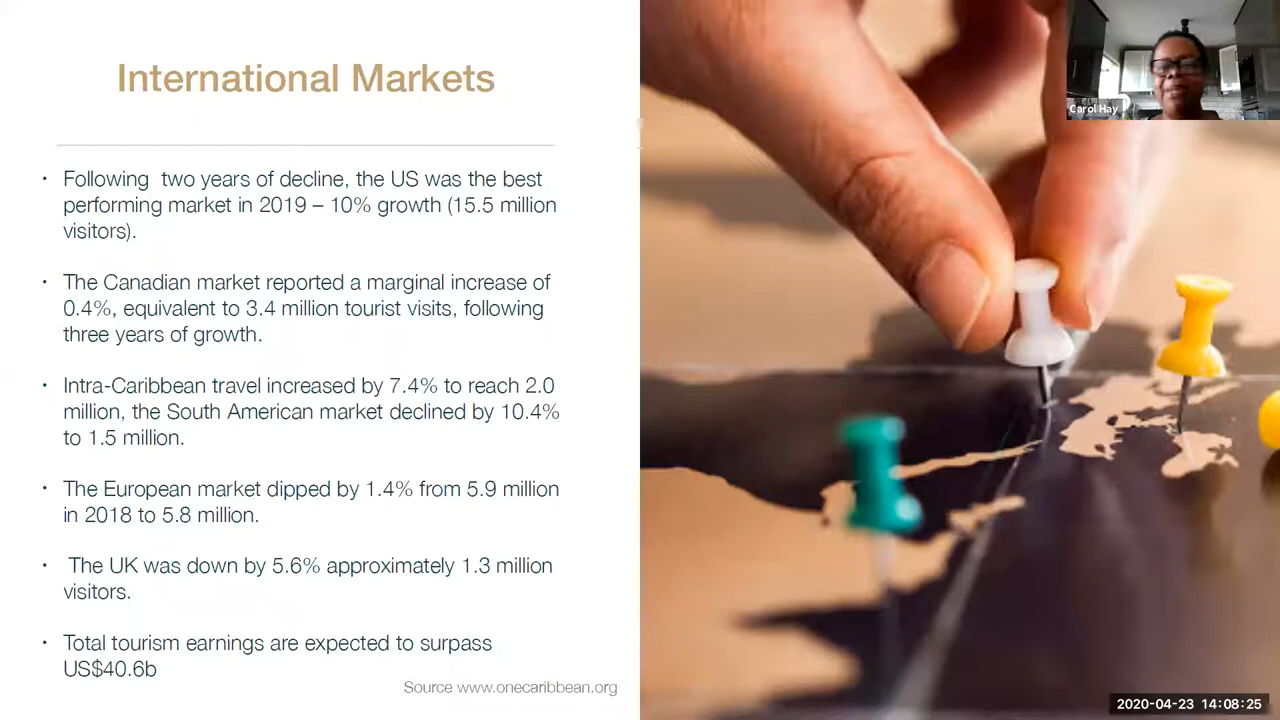 International Markets
• Following  two years of decline, the US was the best
performing market in 2019 – 10% growth (15.5 million
visitors).
• The Canadian market reported a marginal increase of
0.4%, equivalent to 3.4 million tourist visits, following
three years of growth.
• Intra-Caribbean travel increased by 7.4% to reach 2.0
million, the South American market declined by 10.4%
to 1.5 million.
• The European market dipped by 1.4% from 5.9 million
in 2018 to 5.8 million.
• The UK was down by 5.6% approximately 1.3 million
visitors.
• Total tourism earnings are expected to surpass
US$40.6b
Source www.onecaribbean.org
Carol Hay
2020-04-23 14:08:25